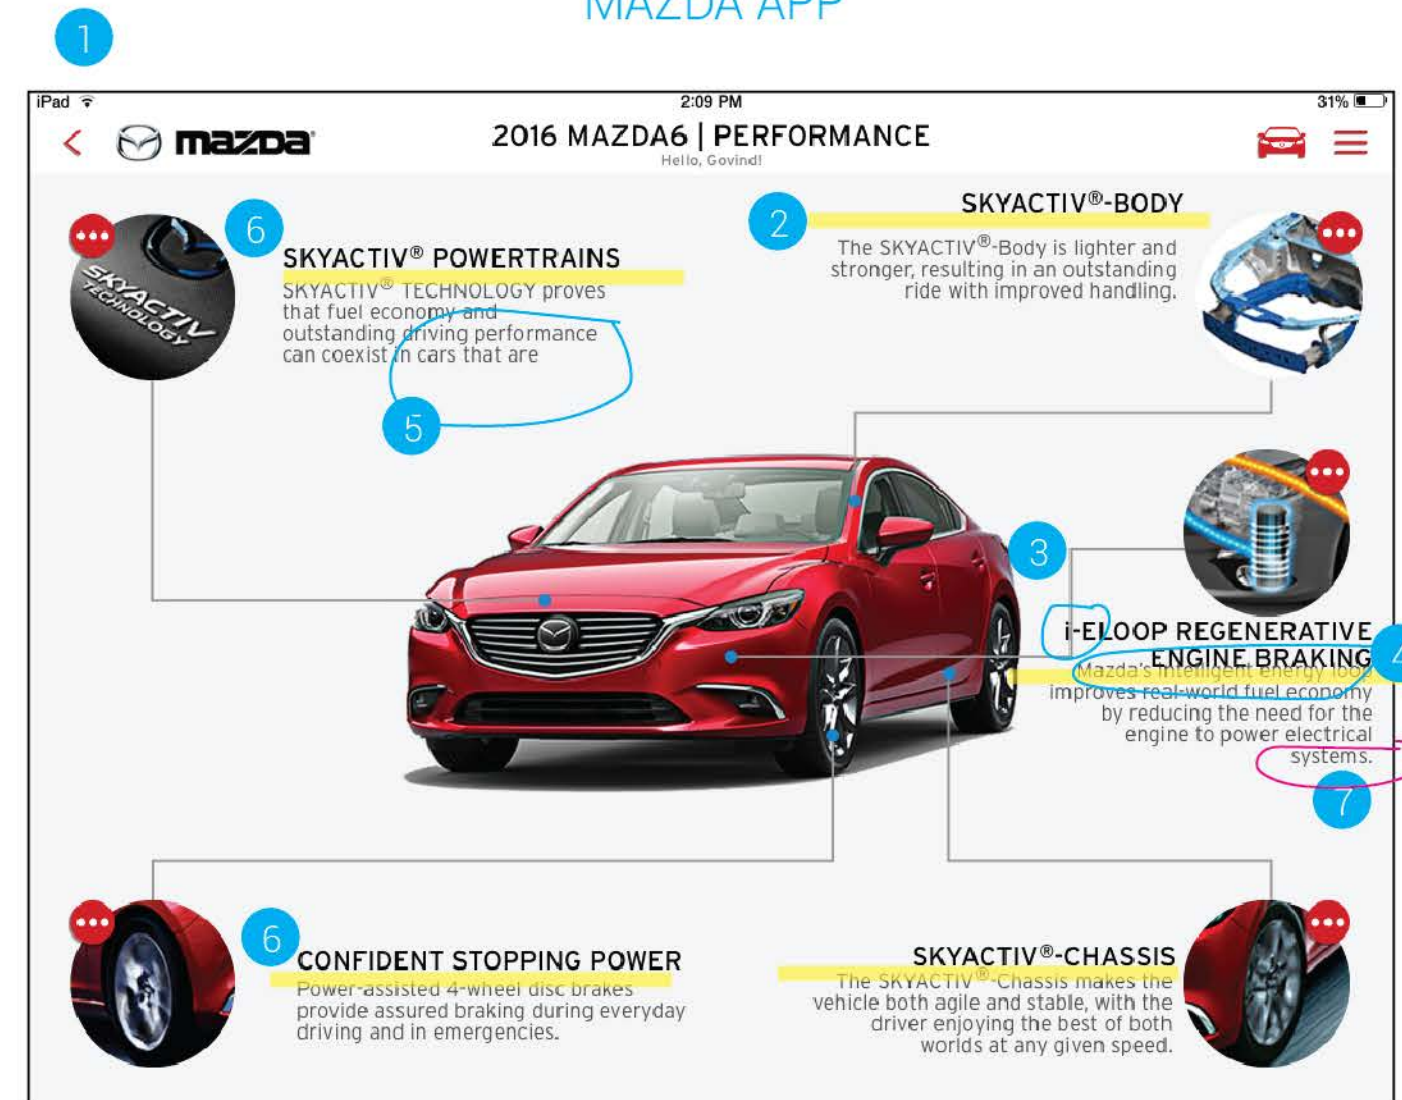 MAZDA APP
1
iPad
2:09 PM
31%
mazda
2016 MAZDA6 | PERFORMANCE
Hello, Govind!
6
SKYACTIV® POWERTRAINS
SKYACTIV® TECHNOLOGY proves
that fuel economy and
outstanding driving performance
can coexist in cars that are
5
SKYACTIV
TECHNOLOGY
2
SKYACTIV®-BODY
The SKYACTIV®-Body is lighter and
stronger, resulting in an outstanding
ride with improved handling.
3
i-ELOOP REGENERATIVE
ENGINE BRAKING
4
Mazda's intelligent energy loop
improves real-world fuel economy
by reducing the need for the
engine to power electrical
systems.
7
6
CONFIDENT STOPPING POWER
Power-assisted 4-wheel disc brakes
provide assured braking during everyday
driving and in emergencies.
SKYACTIV®-CHASSIS
The SKYACTIV®-Chassis makes the
vehicle both agile and stable, with the
driver enjoying the best of both
worlds at any given speed.